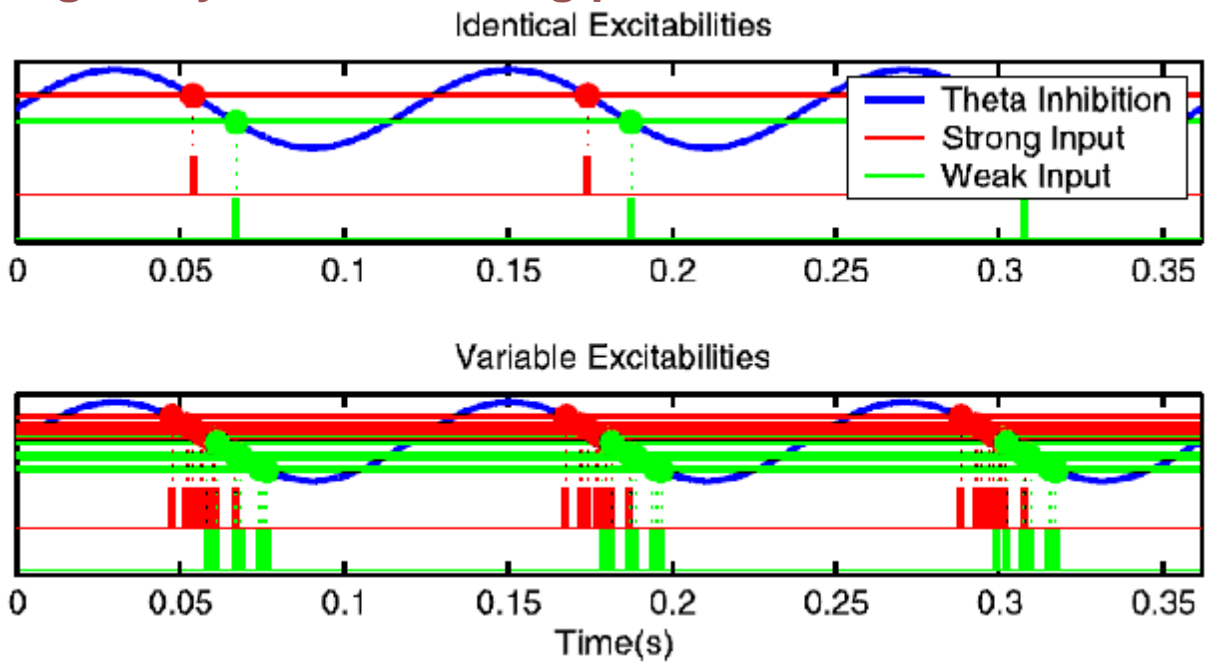 Identical Excitabilities
Theta Inhibition
Strong Input
Weak Input
0 0.05 0.1 0.15 0.2 0.25 0.3 0.35
Variable Excitabilities
0 0.05 0.1 0.15 0.2 0.25 0.3 0.35
Time(s)